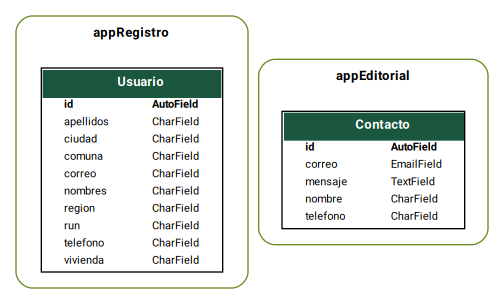 appRegistro
Usuario
id AutoField
apellidos CharField
ciudad CharField
comuna CharField
correo CharField
nombres CharField
region CharField
run CharField
telefono CharField
vivienda CharField
appEditorial
Contacto
id AutoField
correo EmailField
mensaje TextField
nombre CharField
telefono CharField